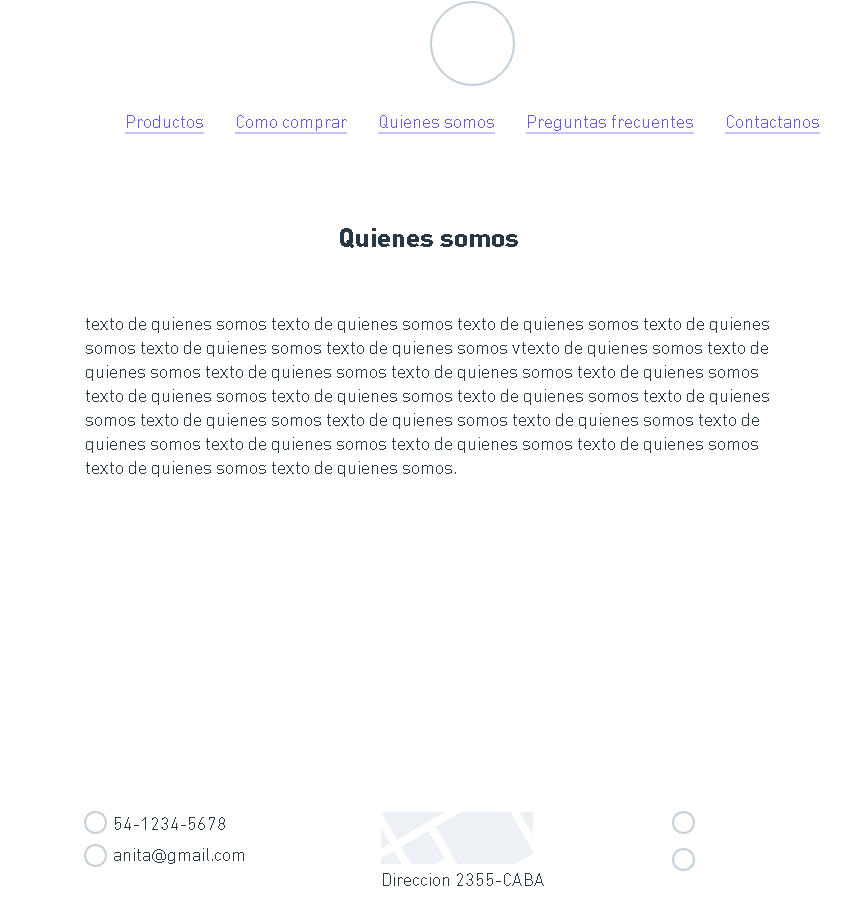 Productos Como comprar Quienes somos Preguntas frecuentes Contactanos
Quienes somos
texto de quienes somos texto de quienes somos texto de quienes somos texto de quienes
somos texto de quienes somos texto de quienes somos vtexto de quienes somos texto de
quienes somos texto de quienes somos texto de quienes somos texto de quienes somos
texto de quienes somos texto de quienes somos texto de quienes somos texto de quienes
somos texto de quienes somos texto de quienes somos texto de quienes somos texto de
quienes somos texto de quienes somos texto de quienes somos texto de quienes somos
texto de quienes somos texto de quienes somos.
54-1234-5678
anita@gmail.com
Direccion 2355-CABA